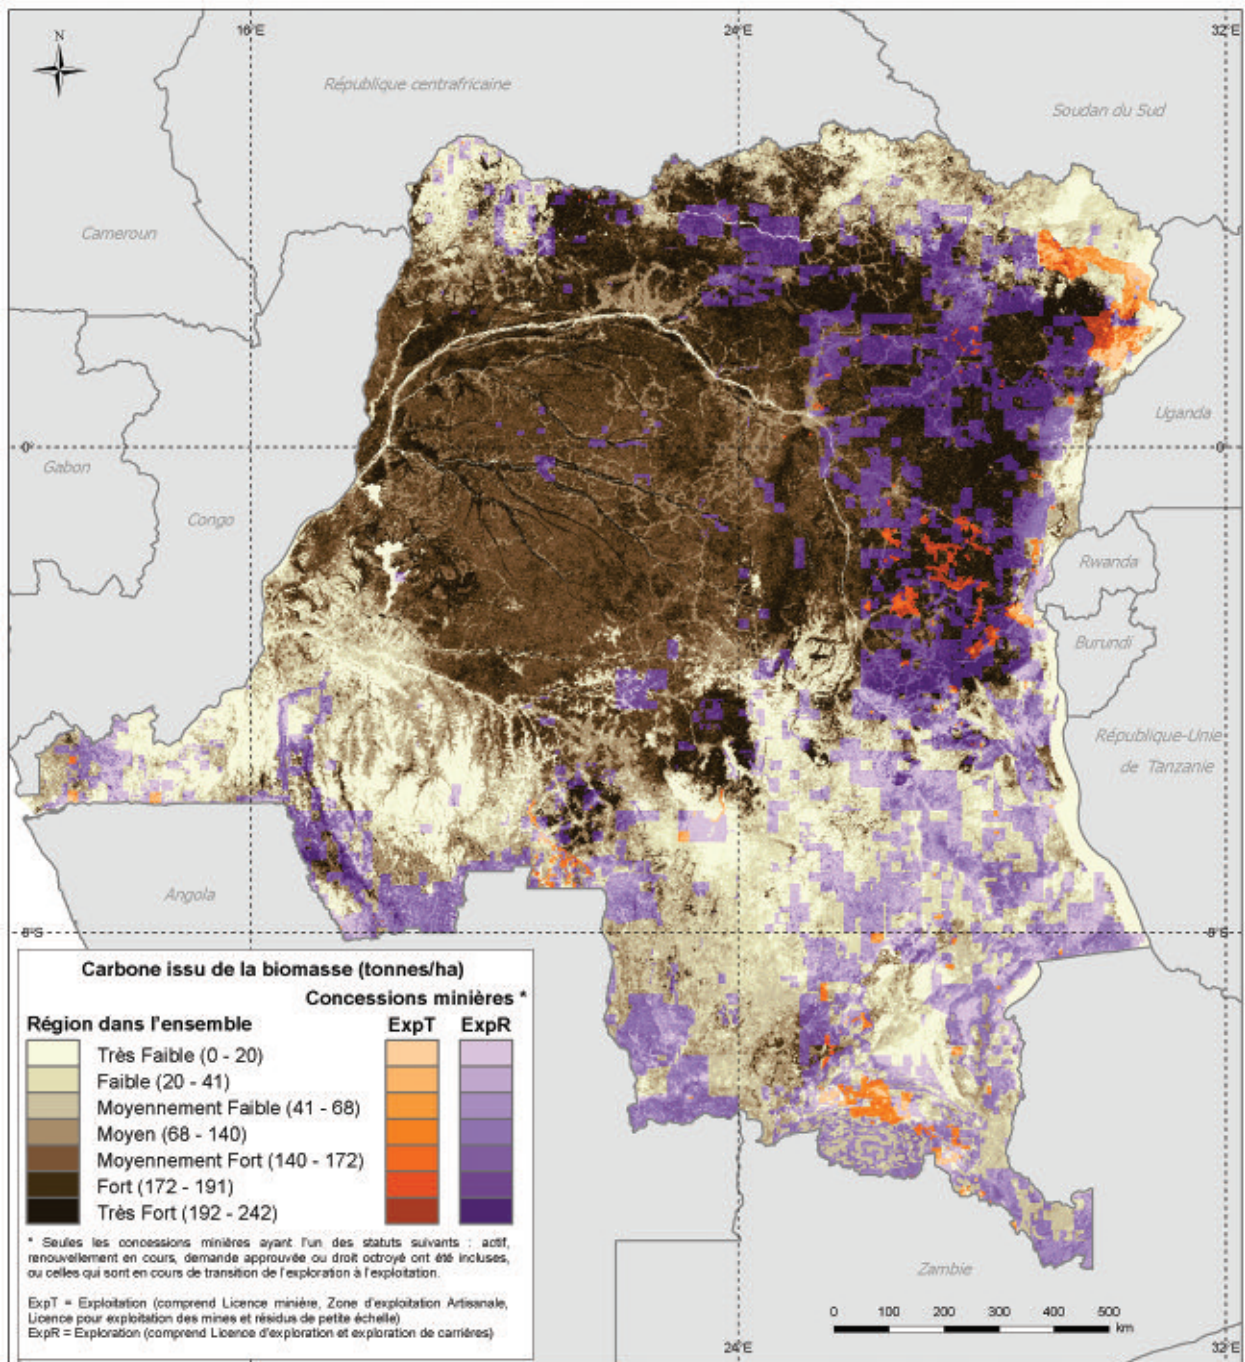 16°E
24°E
32°E
N
République centrafricaine
Soudan du Sud
Cameroun
Uganda
0°
0°
Gabon
Congo
Rwanda
Burundi
République-Unie
de Tanzanie
Angola
8°S
8°S
Carbone issu de la biomasse (tonnes/ha)
Concessions minières *
Région dans l'ensemble
ExpT
ExpR
Très Faible (0 - 20)
Faible (20 - 41)
Moyennement Faible (41 - 68)
Moyen (68 - 140)
Moyennement Fort (140 - 172)
Fort (172 - 191)
Très Fort (192 - 242)
* Seules les concessions minières ayant l'un des statuts suivants : actif,
renouvellement en cours, demande approuvée ou droit octroyé ont été incluses,
ou celles qui sont en cours de transition de l'exploration à l'exploitation.
ExpT = Exploitation (comprend Licence minière, Zone d'exploitation Artisanale,
Licence pour exploitation des mines et résidus de petite échelle)
ExpR = Exploration (comprend Licence d'exploration et exploration de carrières)
Zambie
0 100 200 300 400 500
km
24°E
32°E